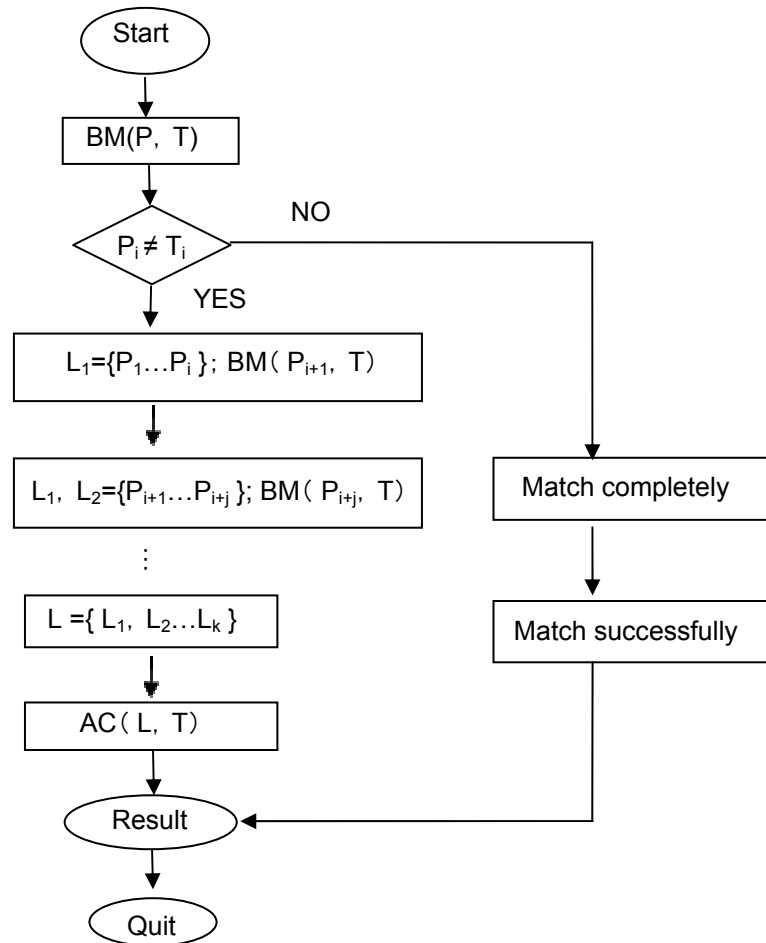 Start
BM(P, T)
NO
Pᵢ ≠ Tᵢ
YES
L₁={P₁…Pᵢ}; BM( Pᵢ₊₁, T)
L₁, L₂={Pᵢ₊₁…Pᵢ₊ⱼ}; BM( Pᵢ₊ⱼ, T)
Match completely
⋮
L ={ L₁, L₂…Lₖ }
Match successfully
AC( L, T)
Result
Quit